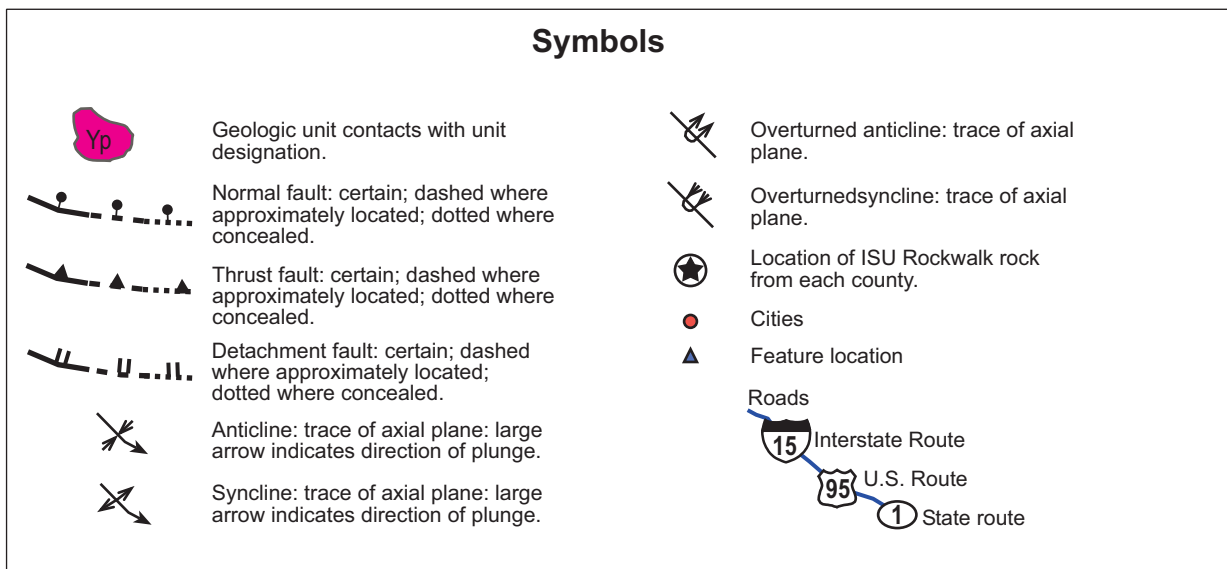 Symbols
Yp
Geologic unit contacts with unit
designation.
Normal fault: certain; dashed where
approximately located; dotted where
concealed.
Thrust fault: certain; dashed where
approximately located; dotted where
concealed.
Detachment fault: certain; dashed
where approximately located;
dotted where concealed.
Anticline: trace of axial plane: large
arrow indicates direction of plunge.
Syncline: trace of axial plane: large
arrow indicates direction of plunge.
Overturned anticline: trace of axial
plane.
Overturnedsyncline: trace of axial
plane.
Location of ISU Rockwalk rock
from each county.
Cities
Feature location
Roads
15 Interstate Route
95 U.S. Route
1 State route